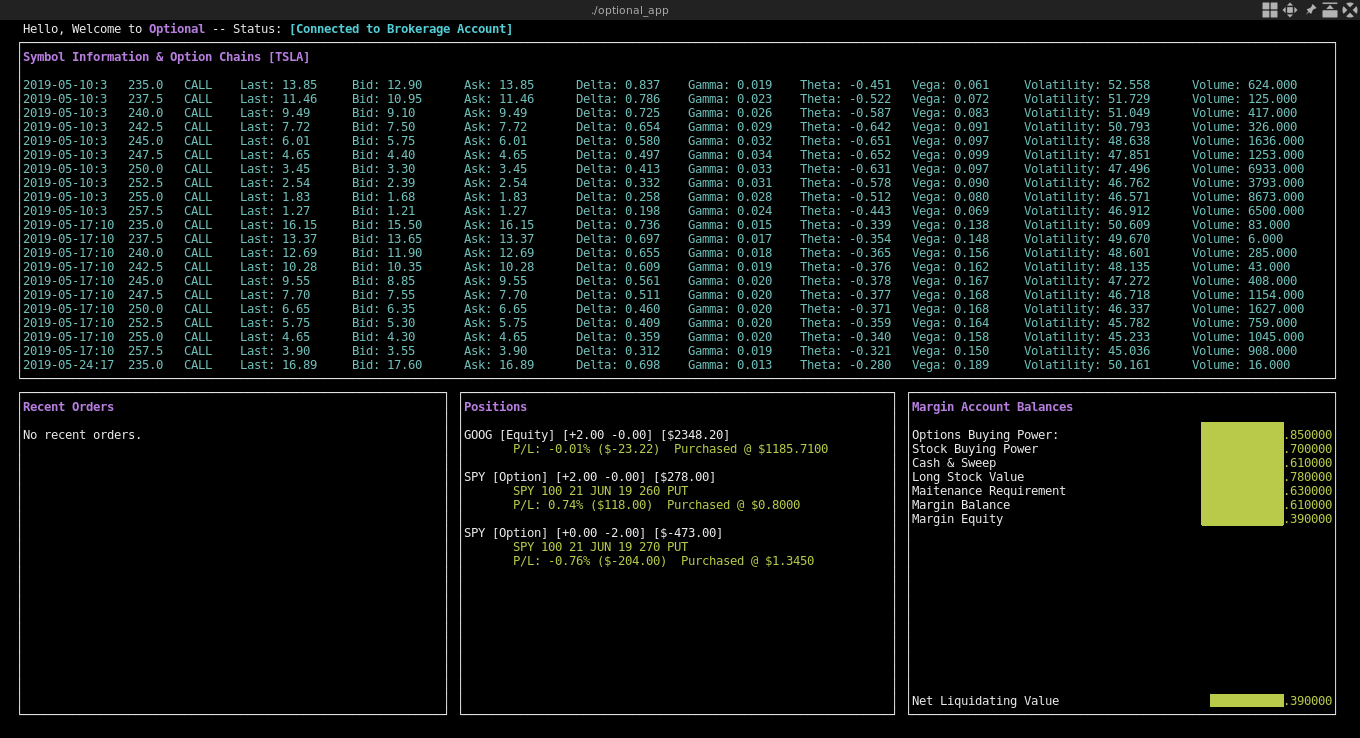 ./optional_app
Hello, Welcome to Optional -- Status: [Connected to Brokerage Account]
Symbol Information & Option Chains [TSLA]
2019-05-10:3 235.0 CALL Last: 13.85 Bid: 12.90 Ask: 13.85 Delta: 0.837 Gamma: 0.019 Theta: -0.451 Vega: 0.061 Volatility: 52.558 Volume: 624.000
2019-05-10:3 237.5 CALL Last: 11.46 Bid: 10.95 Ask: 11.46 Delta: 0.786 Gamma: 0.023 Theta: -0.522 Vega: 0.072 Volatility: 51.729 Volume: 125.000
2019-05-10:3 240.0 CALL Last: 9.49 Bid: 9.10 Ask: 9.49 Delta: 0.725 Gamma: 0.026 Theta: -0.587 Vega: 0.083 Volatility: 51.049 Volume: 417.000
2019-05-10:3 242.5 CALL Last: 7.72 Bid: 7.50 Ask: 7.72 Delta: 0.654 Gamma: 0.029 Theta: -0.642 Vega: 0.091 Volatility: 50.793 Volume: 326.000
2019-05-10:3 245.0 CALL Last: 6.01 Bid: 5.75 Ask: 6.01 Delta: 0.580 Gamma: 0.032 Theta: -0.651 Vega: 0.097 Volatility: 48.638 Volume: 1636.000
2019-05-10:3 247.5 CALL Last: 4.65 Bid: 4.40 Ask: 4.65 Delta: 0.497 Gamma: 0.034 Theta: -0.652 Vega: 0.099 Volatility: 47.851 Volume: 1253.000
2019-05-10:3 250.0 CALL Last: 3.45 Bid: 3.30 Ask: 3.45 Delta: 0.413 Gamma: 0.033 Theta: -0.631 Vega: 0.097 Volatility: 47.496 Volume: 6933.000
2019-05-10:3 252.5 CALL Last: 2.54 Bid: 2.39 Ask: 2.54 Delta: 0.332 Gamma: 0.031 Theta: -0.578 Vega: 0.090 Volatility: 46.762 Volume: 3793.000
2019-05-10:3 255.0 CALL Last: 1.83 Bid: 1.68 Ask: 1.83 Delta: 0.258 Gamma: 0.028 Theta: -0.512 Vega: 0.080 Volatility: 46.571 Volume: 8673.000
2019-05-10:3 257.5 CALL Last: 1.27 Bid: 1.21 Ask: 1.27 Delta: 0.198 Gamma: 0.024 Theta: -0.443 Vega: 0.069 Volatility: 46.912 Volume: 6500.000
2019-05-17:10 235.0 CALL Last: 16.15 Bid: 15.50 Ask: 16.15 Delta: 0.736 Gamma: 0.015 Theta: -0.339 Vega: 0.138 Volatility: 50.609 Volume: 83.000
2019-05-17:10 237.5 CALL Last: 13.37 Bid: 13.65 Ask: 13.37 Delta: 0.697 Gamma: 0.017 Theta: -0.354 Vega: 0.148 Volatility: 49.670 Volume: 6.000
2019-05-17:10 240.0 CALL Last: 12.69 Bid: 11.90 Ask: 12.69 Delta: 0.655 Gamma: 0.018 Theta: -0.365 Vega: 0.156 Volatility: 48.601 Volume: 285.000
2019-05-17:10 242.5 CALL Last: 10.28 Bid: 10.35 Ask: 10.28 Delta: 0.609 Gamma: 0.019 Theta: -0.376 Vega: 0.162 Volatility: 48.135 Volume: 43.000
2019-05-17:10 245.0 CALL Last: 9.55 Bid: 8.85 Ask: 9.55 Delta: 0.561 Gamma: 0.020 Theta: -0.378 Vega: 0.167 Volatility: 47.272 Volume: 408.000
2019-05-17:10 247.5 CALL Last: 7.70 Bid: 7.55 Ask: 7.70 Delta: 0.511 Gamma: 0.020 Theta: -0.377 Vega: 0.168 Volatility: 46.718 Volume: 1154.000
2019-05-17:10 250.0 CALL Last: 6.65 Bid: 6.35 Ask: 6.65 Delta: 0.460 Gamma: 0.020 Theta: -0.371 Vega: 0.168 Volatility: 46.337 Volume: 1627.000
2019-05-17:10 252.5 CALL Last: 5.75 Bid: 5.30 Ask: 5.75 Delta: 0.409 Gamma: 0.020 Theta: -0.359 Vega: 0.164 Volatility: 45.782 Volume: 759.000
2019-05-17:10 255.0 CALL Last: 4.65 Bid: 4.30 Ask: 4.65 Delta: 0.359 Gamma: 0.020 Theta: -0.340 Vega: 0.158 Volatility: 45.233 Volume: 1045.000
2019-05-17:10 257.5 CALL Last: 3.90 Bid: 3.55 Ask: 3.90 Delta: 0.312 Gamma: 0.019 Theta: -0.321 Vega: 0.150 Volatility: 45.036 Volume: 908.000
2019-05-24:17 235.0 CALL Last: 16.89 Bid: 17.60 Ask: 16.89 Delta: 0.698 Gamma: 0.013 Theta: -0.280 Vega: 0.189 Volatility: 50.161 Volume: 16.000
Recent Orders
No recent orders.
Positions
GOOG [Equity] [+2.00 -0.00] [$2348.20]
P/L: -0.01% ($-23.22) Purchased @ $1185.7100
SPY [Option] [+2.00 -0.00] [$278.00]
SPY 100 21 JUN 19 260 PUT
P/L: 0.74% ($118.00) Purchased @ $0.8000
SPY [Option] [+0.00 -2.00] [$-473.00]
SPY 100 21 JUN 19 270 PUT
P/L: -0.76% ($-204.00) Purchased @ $1.3450
Margin Account Balances
Options Buying Power: .850000
Stock Buying Power .700000
Cash & Sweep .610000
Long Stock Value .780000
Maitenance Requirement .630000
Margin Balance .610000
Margin Equity .390000
Net Liquidating Value .390000